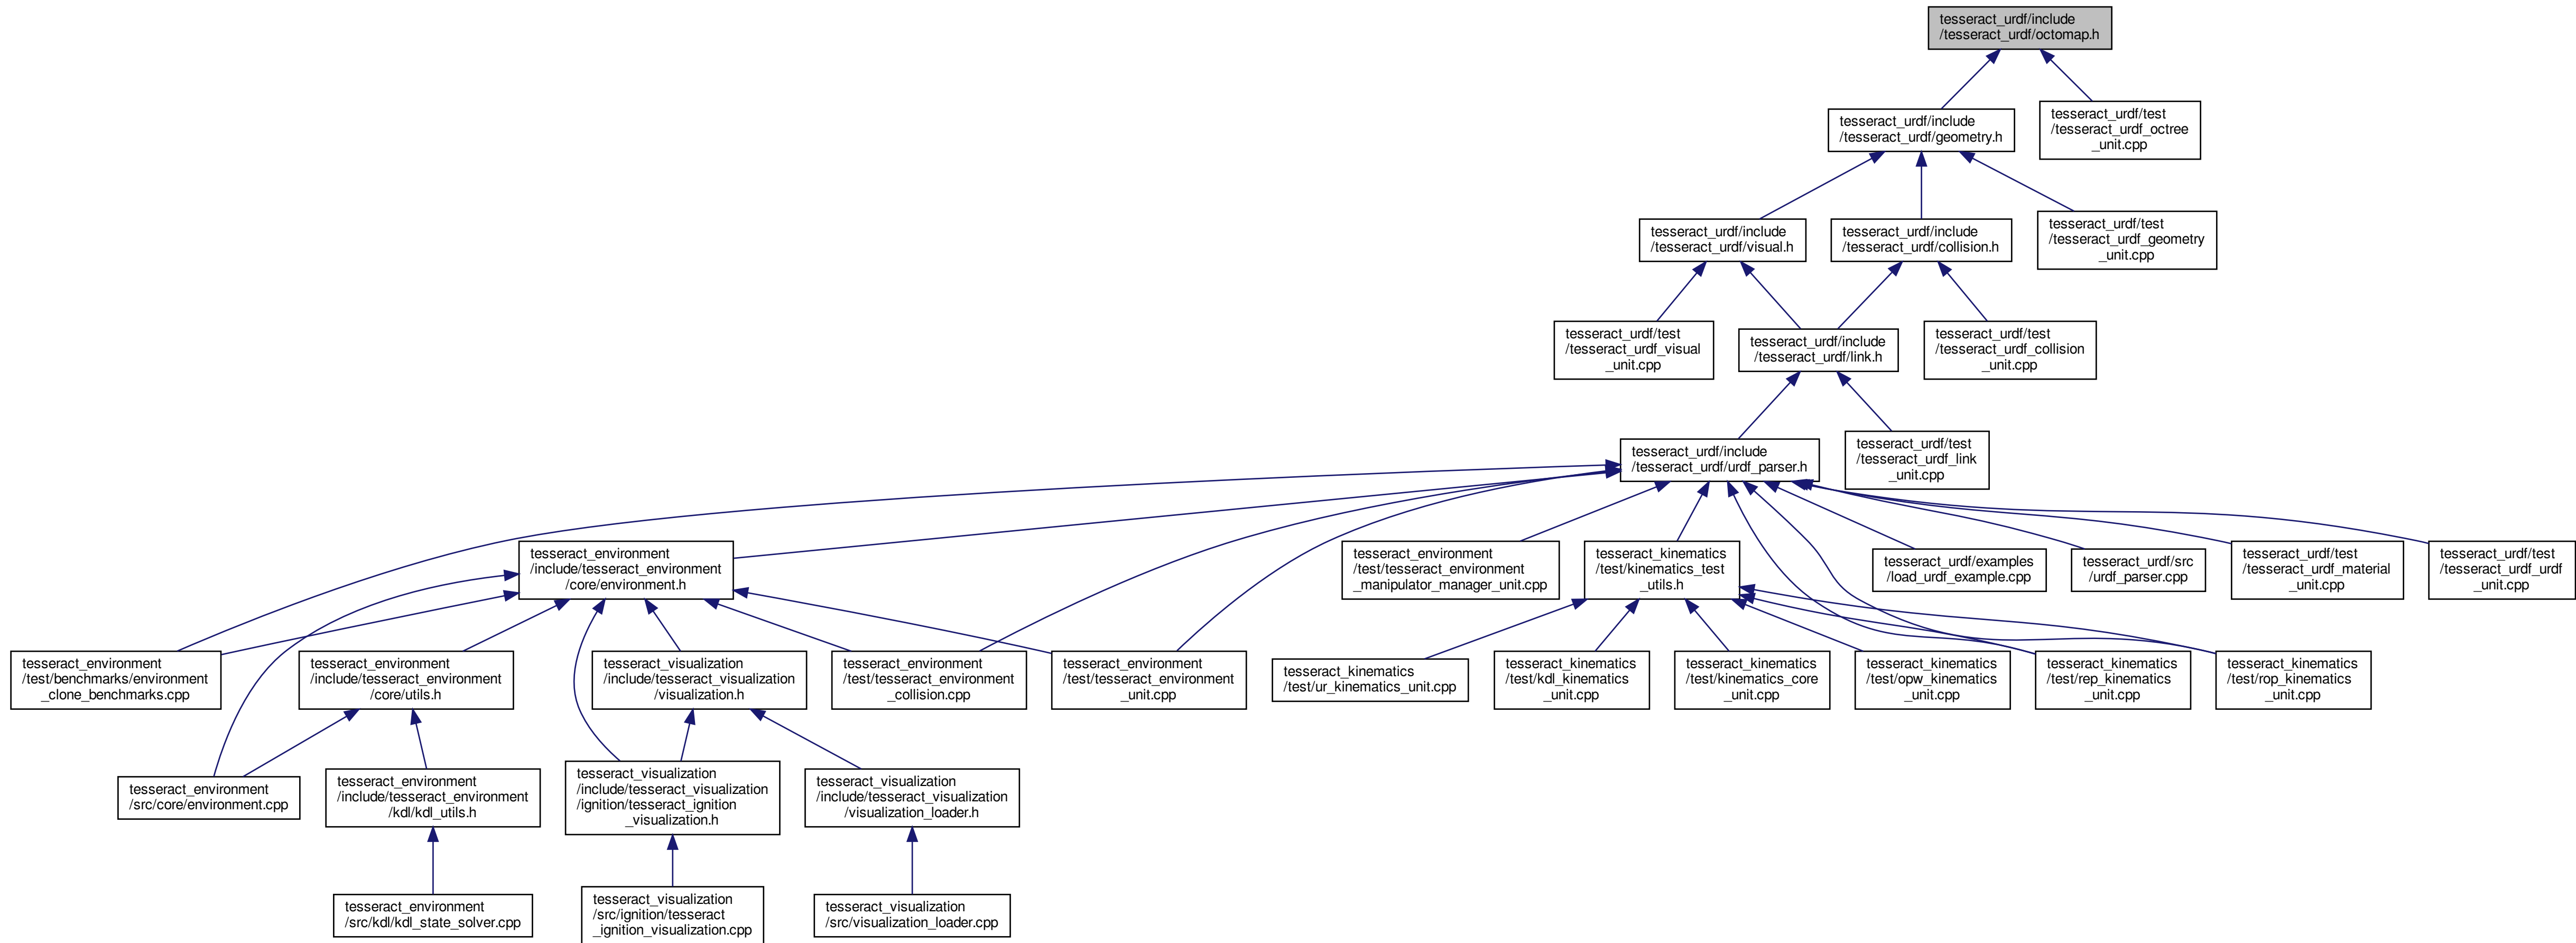 tesseract_urdf/include
/tesseract_urdf/octomap.h
tesseract_urdf/include
/tesseract_urdf/geometry.h
tesseract_urdf/test
/tesseract_urdf_octree
_unit.cpp
tesseract_urdf/include
/tesseract_urdf/visual.h
tesseract_urdf/include
/tesseract_urdf/collision.h
tesseract_urdf/test
/tesseract_urdf_geometry
_unit.cpp
tesseract_urdf/test
/tesseract_urdf_visual
_unit.cpp
tesseract_urdf/include
/tesseract_urdf/link.h
tesseract_urdf/test
/tesseract_urdf_collision
_unit.cpp
tesseract_urdf/include
/tesseract_urdf/urdf_parser.h
tesseract_urdf/test
/tesseract_urdf_link
_unit.cpp
tesseract_environment
/include/tesseract_environment
/core/environment.h
tesseract_environment
/test/tesseract_environment
_manipulator_manager_unit.cpp
tesseract_kinematics
/test/kinematics_test
_utils.h
tesseract_urdf/examples
/load_urdf_example.cpp
tesseract_urdf/src
/urdf_parser.cpp
tesseract_urdf/test
/tesseract_urdf_material
_unit.cpp
tesseract_urdf/test
/tesseract_urdf_urdf
_unit.cpp
tesseract_environment
/test/benchmarks/environment
_clone_benchmarks.cpp
tesseract_environment
/include/tesseract_environment
/core/utils.h
tesseract_visualization
/include/tesseract_visualization
/visualization.h
tesseract_environment
/test/tesseract_environment
_collision.cpp
tesseract_environment
/test/tesseract_environment
_unit.cpp
tesseract_kinematics
/test/ur_kinematics_unit.cpp
tesseract_kinematics
/test/kdl_kinematics
_unit.cpp
tesseract_kinematics
/test/kinematics_core
_unit.cpp
tesseract_kinematics
/test/opw_kinematics
_unit.cpp
tesseract_kinematics
/test/rep_kinematics
_unit.cpp
tesseract_kinematics
/test/rop_kinematics
_unit.cpp
tesseract_environment
/src/core/environment.cpp
tesseract_environment
/include/tesseract_environment
/kdl/kdl_utils.h
tesseract_visualization
/include/tesseract_visualization
/ignition/tesseract_ignition
_visualization.h
tesseract_visualization
/include/tesseract_visualization
/visualization_loader.h
tesseract_environment
/src/kdl/kdl_state_solver.cpp
tesseract_visualization
/src/ignition/tesseract
_ignition_visualization.cpp
tesseract_visualization
/src/visualization_loader.cpp